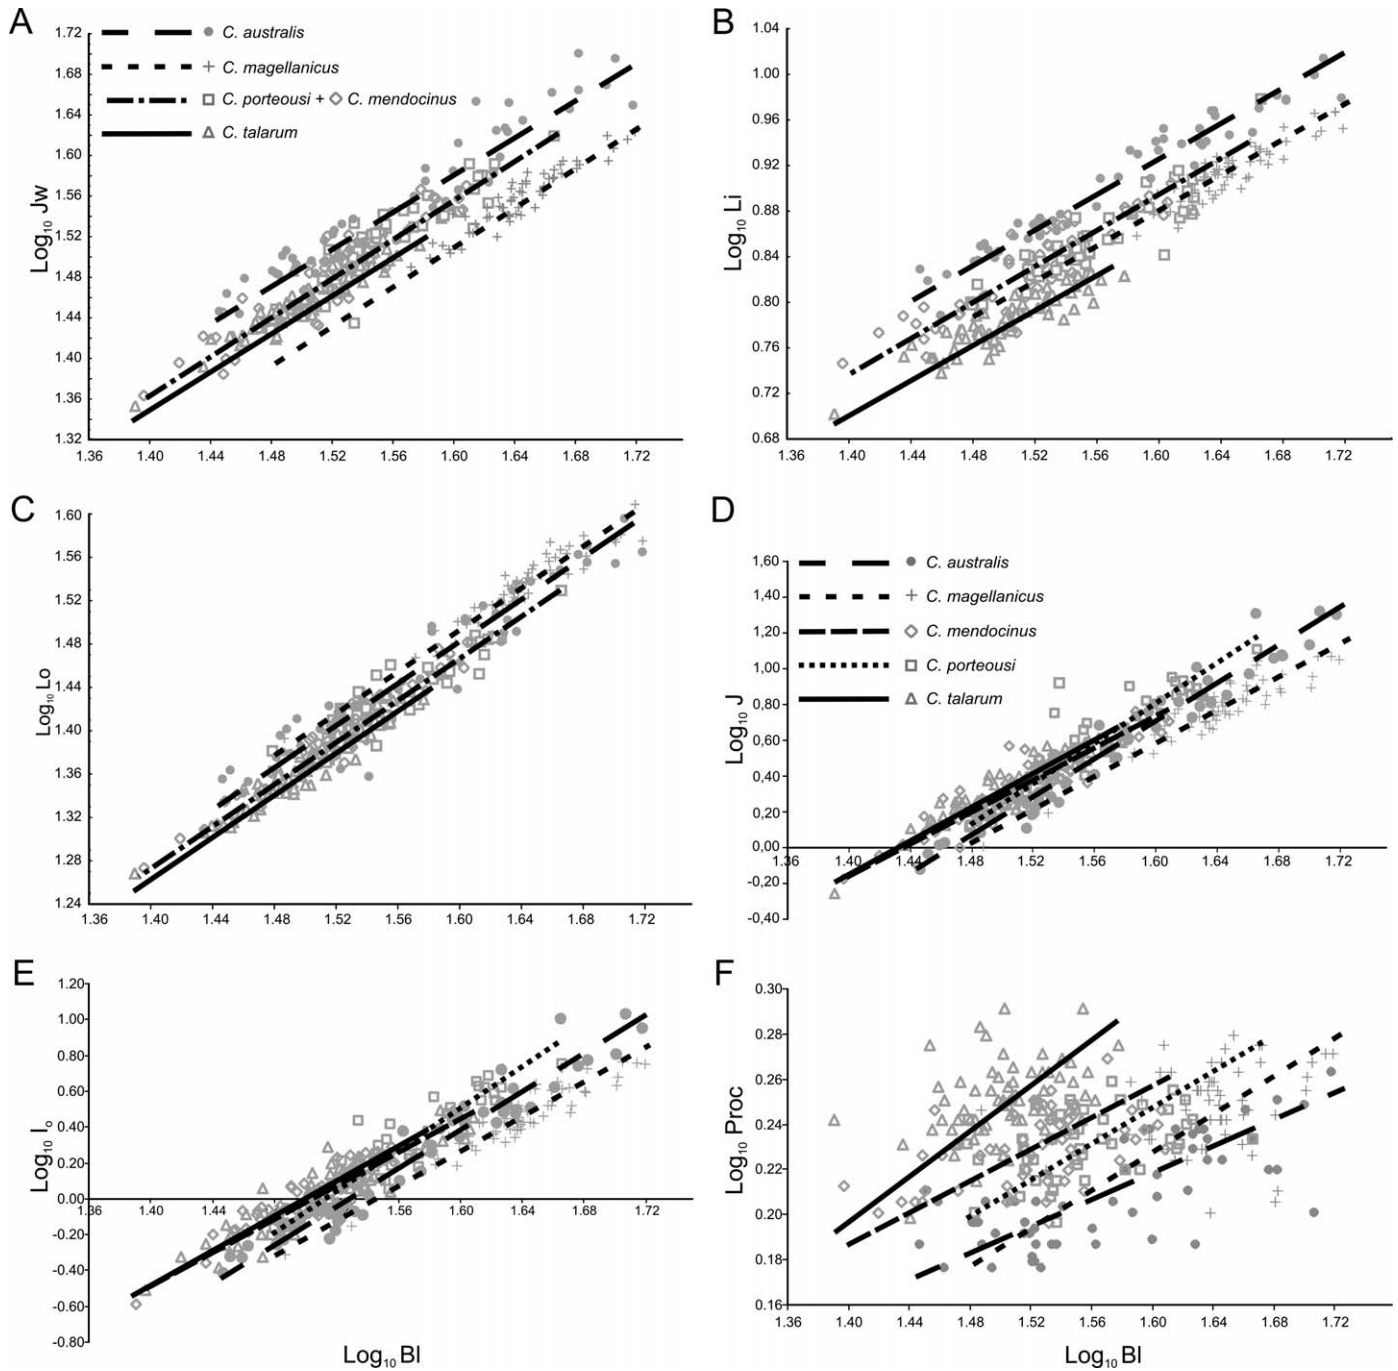 A
1.72
1.68
1.64
1.60
1.56
1.52
1.48
1.44
1.40
1.36
1.32
Log₁₀ Jw
C. australis
C. magellanicus
C. porteousi + C. mendocinus
C. talarum
1.36 1.40 1.44 1.48 1.52 1.56 1.60 1.64 1.68 1.72
B
1.04
1.00
0.96
0.92
0.88
0.84
0.80
0.76
0.72
0.68
Log₁₀ Li
1.36 1.40 1.44 1.48 1.52 1.56 1.60 1.64 1.68 1.72
C
1.60
1.56
1.52
1.48
1.44
1.40
1.36
1.32
1.28
1.24
Log₁₀ Lo
1.36 1.40 1.44 1.48 1.52 1.56 1.60 1.64 1.68 1.72
D
1,60
1,40
1,20
1,00
0,80
0,60
0,40
0,20
0,00
-0,20
-0,40
Log₁₀ J
C. australis
C. magellanicus
C. mendocinus
C. porteousi
C. talarum
1.36 1.40 1.44 1.48 1.52 1.56 1.60 1.64 1.68 1.72
E
1.20
1.00
0.80
0.60
0.40
0.20
0.00
-0.20
-0.40
-0.60
-0.80
Log₁₀ I₀
1.36 1.40 1.44 1.56 1.60 1.64 1.68 1.72
Log₁₀ Bl
F
0.30
0.28
0.26
0.24
0.22
0.20
0.18
0.16
Log₁₀ Proc
1.36 1.40 1.44 1.48 1.52 1.56 1.60 1.64 1.68 1.72
Log₁₀ Bl